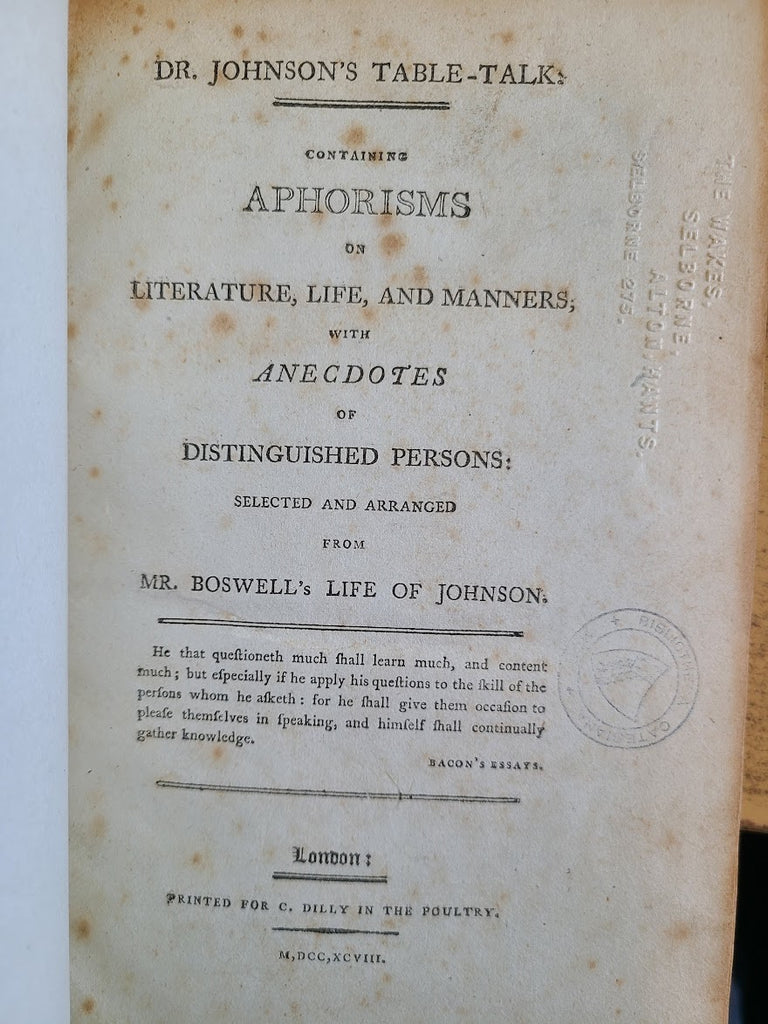 DR. JOHNSON'S TABLE-TALK:
CONTAINING
APHORISMS
ON
LITERATURE, LIFE, AND MANNERS;
WITH
ANECDOTES
OF
DISTINGUISHED PERSONS:
SELECTED AND ARRANGED
FROM
MR. BOSWELL's LIFE OF JOHNSON.
He that queſtioneth much ſhall learn much, and content
much; but eſpecially if he apply his queſtions to the ſkill of the
perſons whom he aſketh: for he ſhall give them occaſion to
pleaſe themſelves in ſpeaking, and himſelf ſhall continually
gather knowledge.
BACON'S ESSAYS.
London:
PRINTED FOR C. DILLY IN THE POULTRY.
M,DCC,XCVIII.
THE WAKES,
SELBORNE,
ALTON, HANTS.
SELBORNE 275.
BIBLIOTHECA